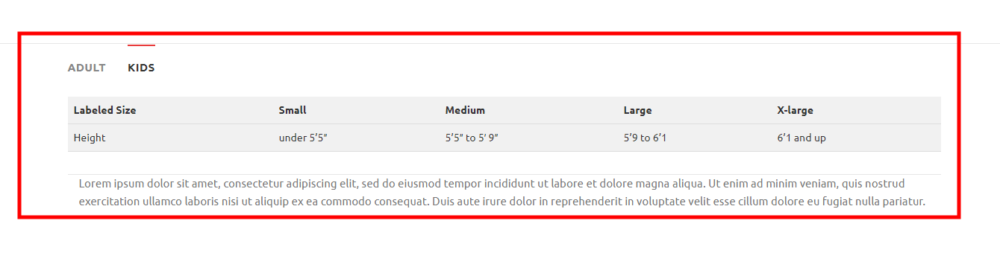 ADULT KIDS
Labeled Size Small Medium Large X-large
Height under 5’5″ 5’5″ to 5′ 9″ 5’9 to 6’1 6’1 and up
Lorem ipsum dolor sit amet, consectetur adipiscing elit, sed do eiusmod tempor incididunt ut labore et dolore magna aliqua. Ut enim ad minim veniam, quis nostrud
exercitation ullamco laboris nisi ut aliquip ex ea commodo consequat. Duis aute irure dolor in reprehenderit in voluptate velit esse cillum dolore eu fugiat nulla pariatur.